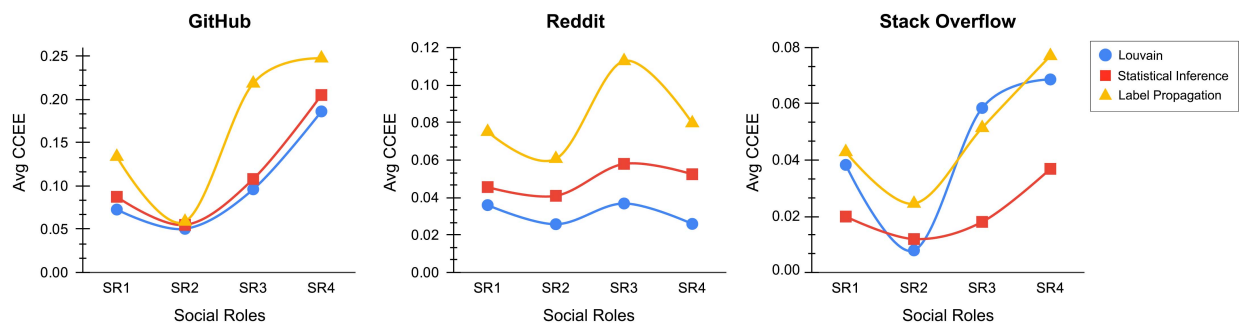 GitHub
Reddit
Stack Overflow
Avg CCEE
0.25
0.20
0.15
0.10
0.05
0.00
SR1 SR2 SR3 SR4
Social Roles
Avg CCEE
0.12
0.10
0.08
0.06
0.04
0.02
0.00
SR1 SR2 SR3 SR4
Social Roles
Avg CCEE
0.08
0.06
0.04
0.02
0.00
SR1 SR2 SR3 SR4
Social Roles
Louvain
Statistical Inference
Label Propagation